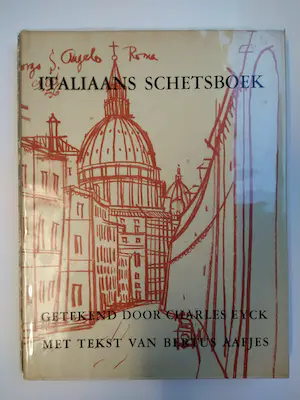 Borgo S. Angelo Roma
ITALIAANS SCHETSBOEK
GETEKEND DOOR CHARLES EYCK
MET TEKST VAN BERTUS AAFJES